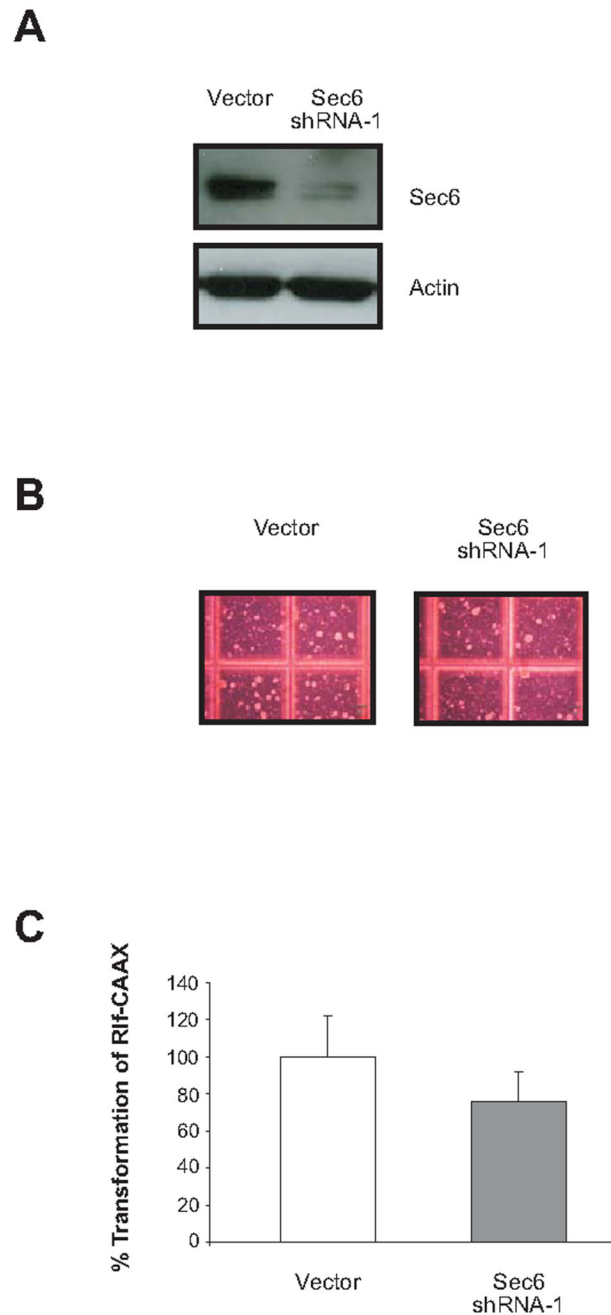 A
Vector
Sec6
shRNA-1
Sec6
Actin
B
Vector
Sec6
shRNA-1
C
% Transformation of Rlf-CAAX
140
120
100
80
60
40
20
0
Vector
Sec6
shRNA-1